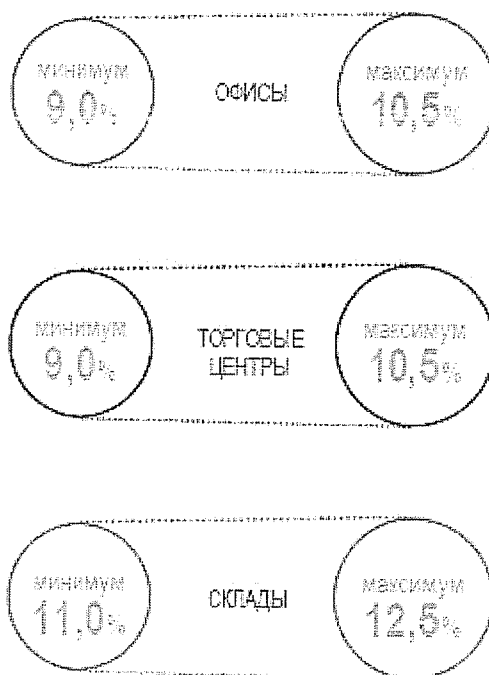 минимум
9,0%
ОФИСЫ
максимум
10,5%
минимум
9,0%
ТОРГОВЫЕ
ЦЕНТРЫ
максимум
10,5%
минимум
11,0%
СКЛАДЫ
максимум
12,5%